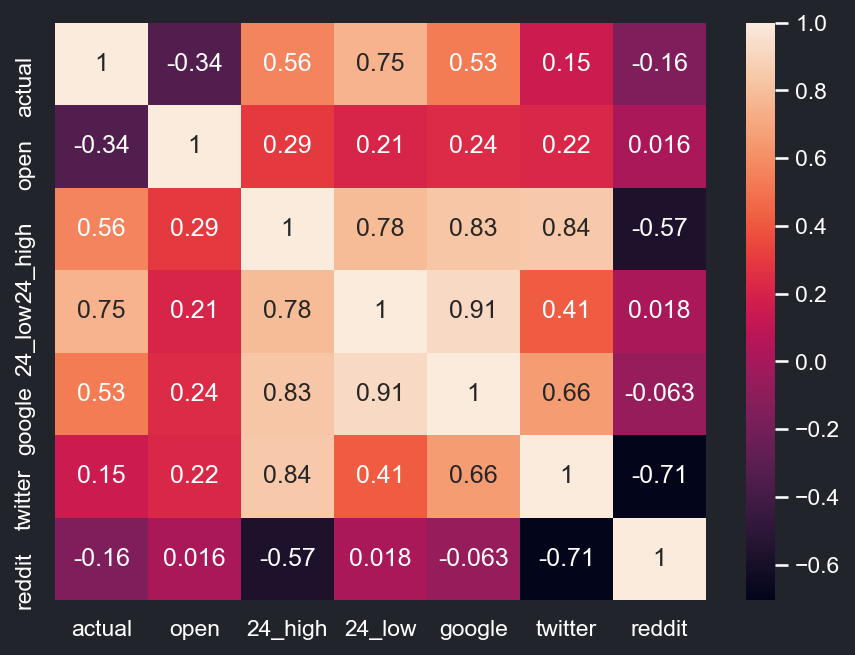 actual 1 -0.34 0.56 0.75 0.53 0.15 -0.16
open -0.34 1 0.29 0.21 0.24 0.22 0.016
24_high 0.56 0.29 1 0.78 0.83 0.84 -0.57
24_low 0.75 0.21 0.78 1 0.91 0.41 0.018
google 0.53 0.24 0.83 0.91 1 0.66 -0.063
twitter 0.15 0.22 0.84 0.41 0.66 1 -0.71
reddit -0.16 0.016 -0.57 0.018 -0.063 -0.71 1
actual open 24_high 24_low google twitter reddit
1.0
0.8
0.6
0.4
0.2
0.0
−0.2
−0.4
−0.6